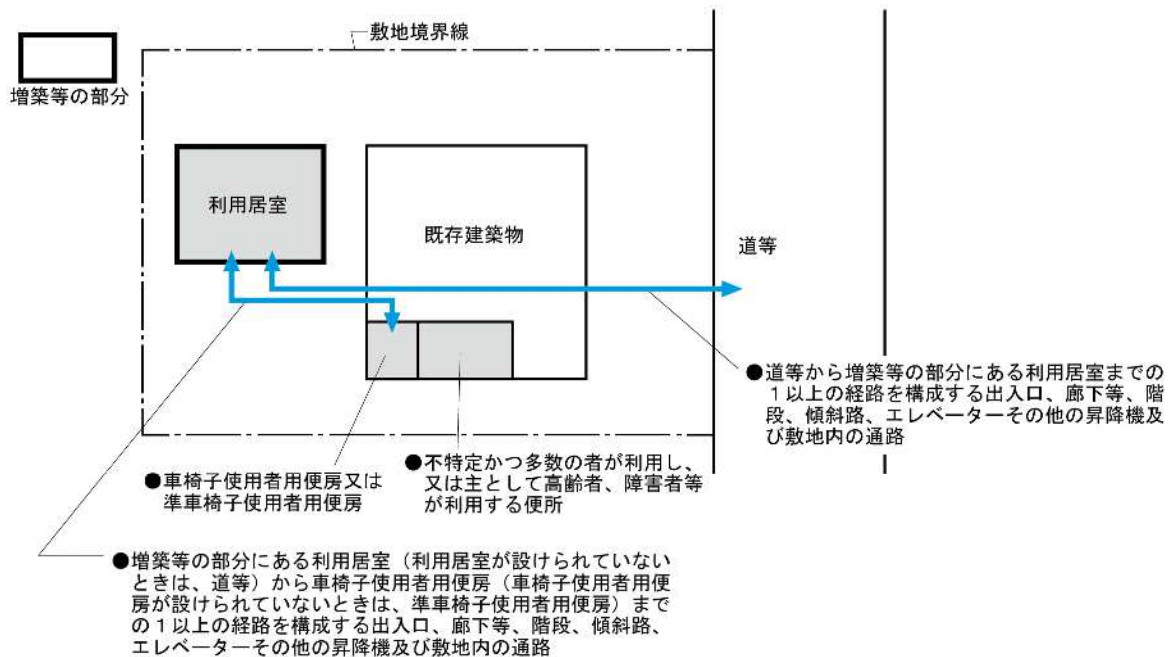 敷地境界線
増築等の部分
利用居室
既存建築物
道等
●道等から増築等の部分にある利用居室までの
１以上の経路を構成する出入口、廊下等、階
段、傾斜路、エレベーターその他の昇降機及
び敷地内の通路
●車椅子使用者用便房又は
準車椅子使用者用便房
●不特定かつ多数の者が利用し、
又は主として高齢者、障害者等
が利用する便所
●増築等の部分にある利用居室（利用居室が設けられていない
ときは、道等）から車椅子使用者用便房（車椅子使用者用便
房が設けられていないときは、準車椅子使用者用便房）まで
の１以上の経路を構成する出入口、廊下等、階段、傾斜路、
エレベーターその他の昇降機及び敷地内の通路